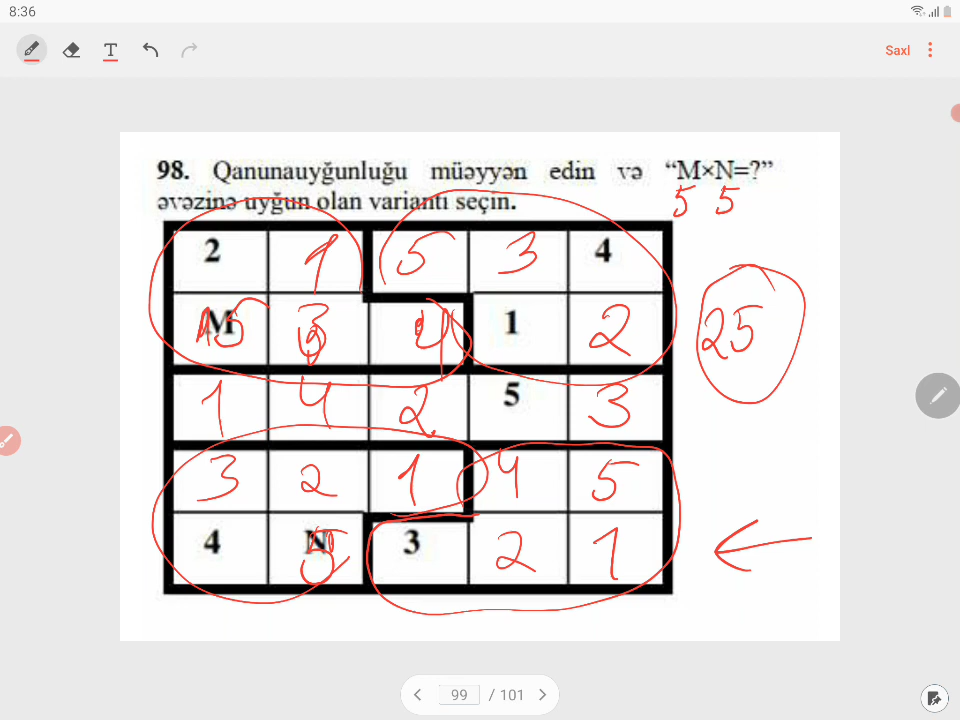 8:36
T
Saxl
98. Qanunauyğunluğu müəyyən edin və “M×N=?”
əvəzinə uyğun olan variantı seçin.
5 5
2 1 5 3 4
M 5 3 4 1 2
25
1 4 2 5 3
3 2 1 4 5
4 N 5 3 2 1
99 / 101